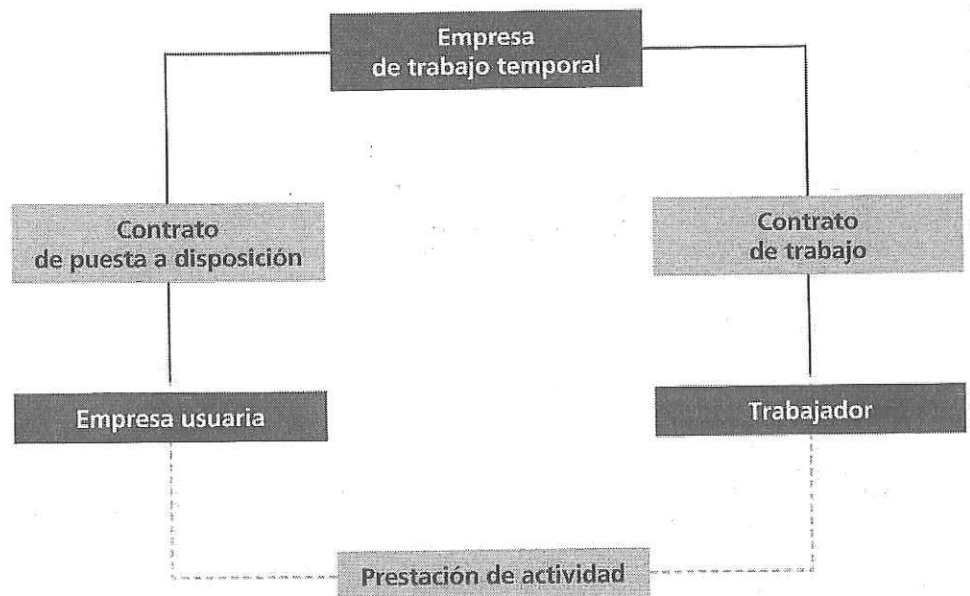 Empresa
de trabajo temporal
Contrato
de puesta a disposición
Contrato
de trabajo
Empresa usuaria
Trabajador
Prestación de actividad